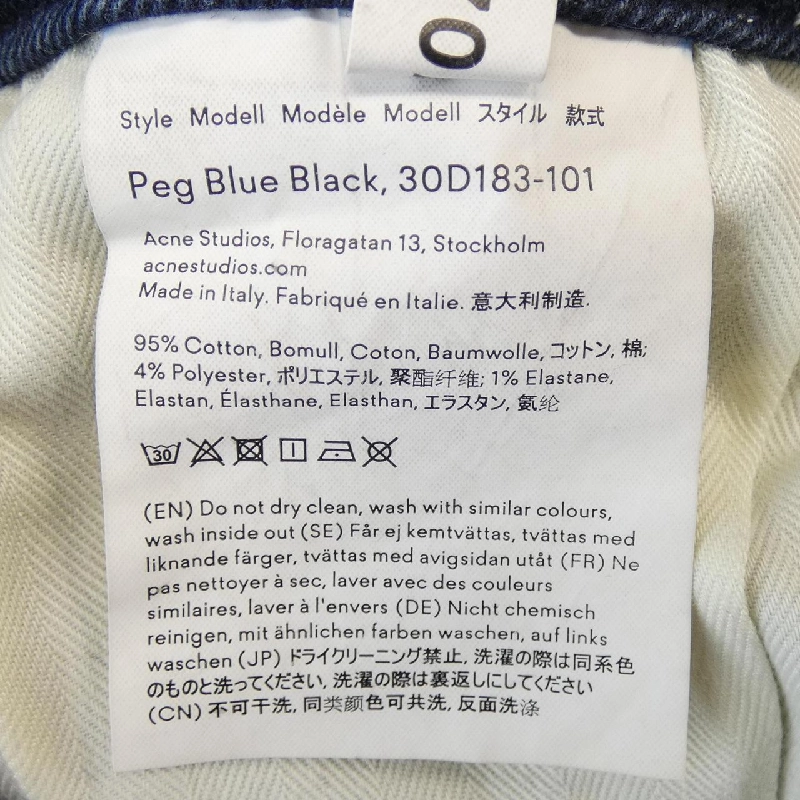 Style Modell Modèle Modell スタイル 款式
Peg Blue Black, 30D183-101
Acne Studios, Floragatan 13, Stockholm
acnestudios.com
Made in Italy. Fabriqué en Italie. 意大利制造.
95% Cotton, Bomull, Coton, Baumwolle, コットン, 棉;
4% Polyester, ポリエステル, 聚酯纤维; 1% Elastane,
Elastan, Élasthane, Elasthan, エラスタン, 氨纶
30
(EN) Do not dry clean, wash with similar colours,
wash inside out (SE) Får ej kemtvättas, tvättas med
liknande färger, tvättas med avigsidan utåt (FR) Ne
pas nettoyer à sec, laver avec des couleurs
similaires, laver à l'envers (DE) Nicht chemisch
reinigen, mit ähnlichen farben waschen, auf links
waschen (JP) ドライクリーニング禁止, 洗濯の際は同系色
のものと洗ってください, 洗濯の際は裏返しにしてください
(CN) 不可干洗, 同类颜色可共洗, 反面洗涤